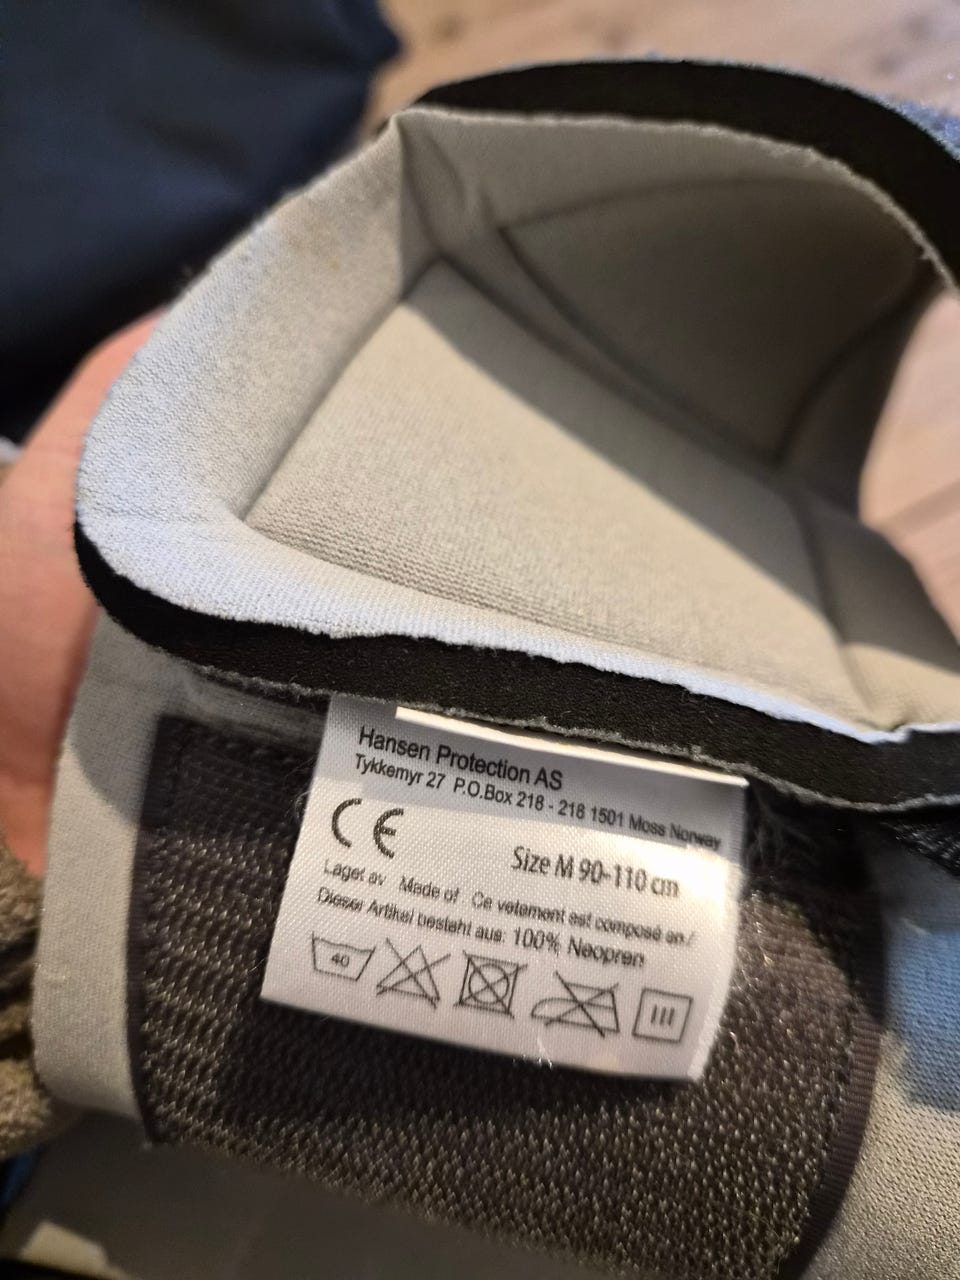 Hansen Protection AS
Tykkemyr 27 P.O.Box 218 - 218 1501 Moss Norway
CE
Size M 90-110 cm
Laget av Made of Ce vetement est composé en /
Dieser Artikel besteht aus: 100% Neopren
40